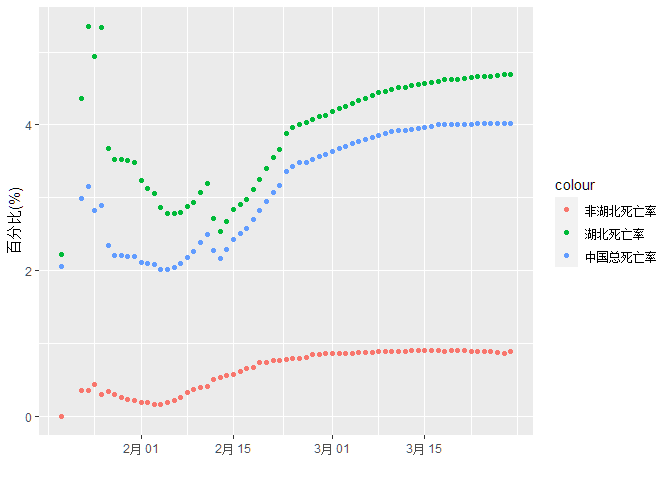 百分比(%)
4
2
0
2月 01
2月 15
3月 01
3月 15
colour
非湖北死亡率
湖北死亡率
中国总死亡率